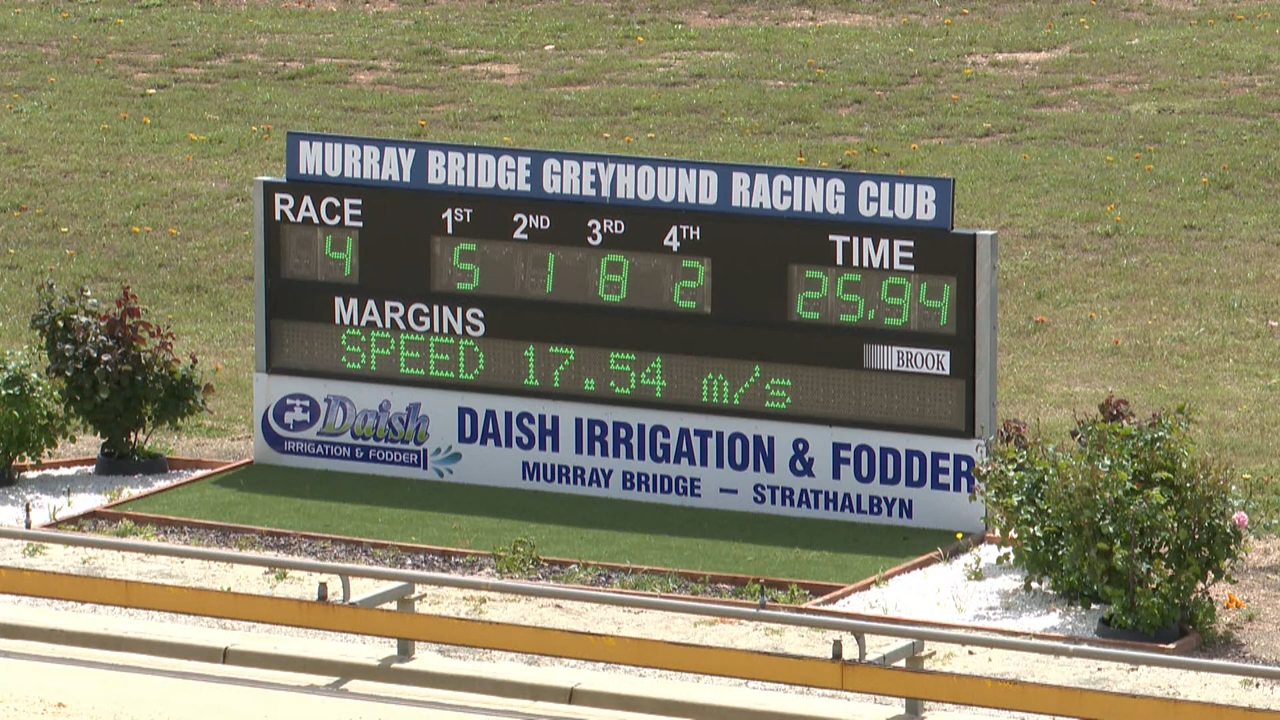 MURRAY BRIDGE GREYHOUND RACING CLUB
RACE 1ST 2ND 3RD 4TH TIME
4 5 1 8 2 25.94
MARGINS
BROOK
SPEED 17.54 m/s
Daish
IRRIGATION & FODDER
DAISH IRRIGATION & FODDER
MURRAY BRIDGE — STRATHALBYN